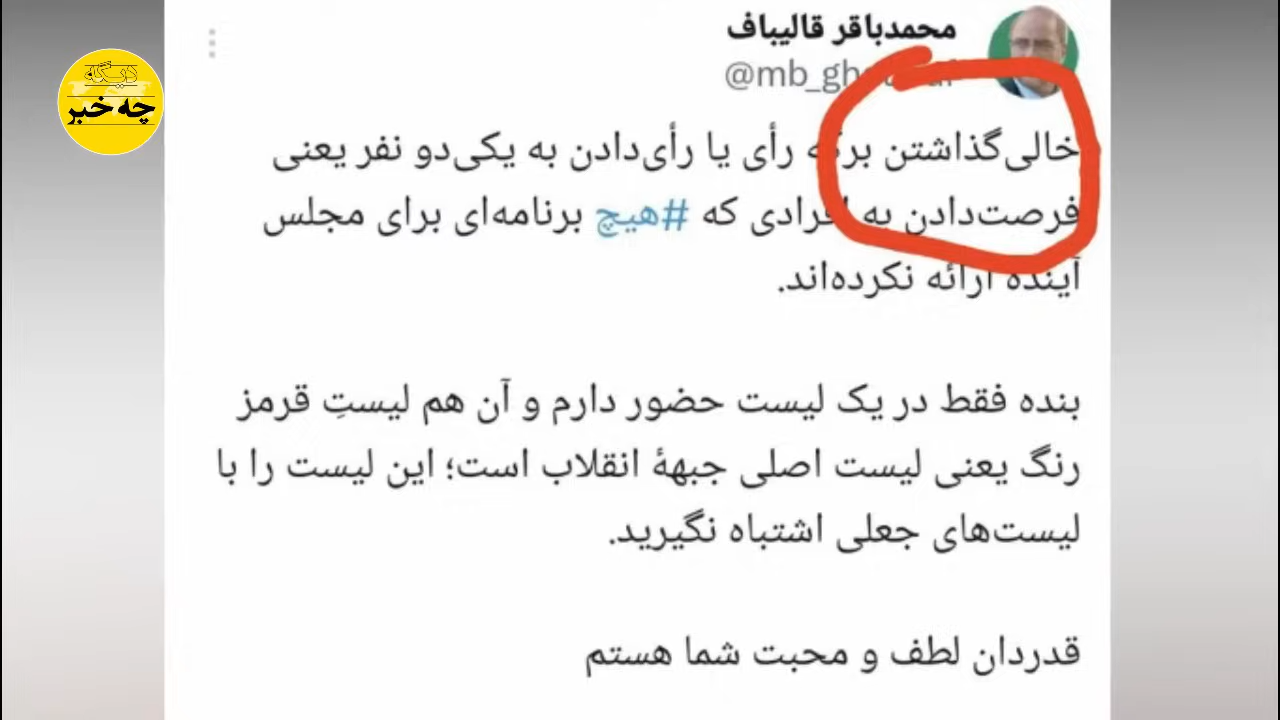 دیگه
چه خبر
محمدباقر قالیباف
خالی‌گذاشتن برگه رأی یا رأی‌دادن به یکی‌دو نفر یعنی
فرصت‌دادن به افرادی که #هیچ برنامه‌ای برای مجلس
آینده ارائه نکرده‌اند.
بنده فقط در یک لیست حضور دارم و آن هم لیستِ قرمز
رنگ یعنی لیست اصلی جبههٔ انقلاب است؛ این لیست را با
لیست‌های جعلی اشتباه نگیرید.
قدردان لطف و محبت شما هستم